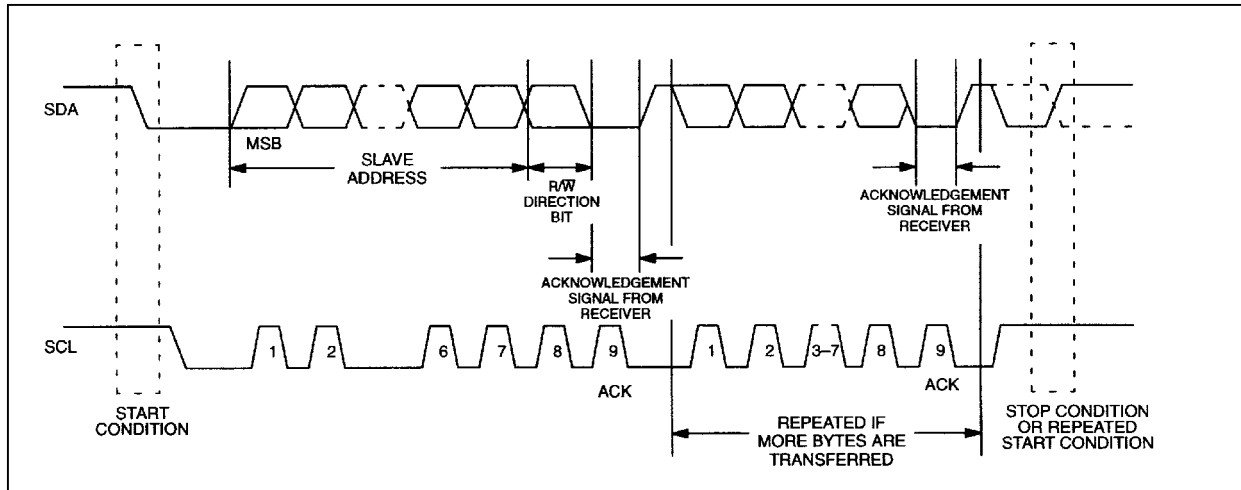 SDA
MSB
SLAVE
ADDRESS
R/W̅
DIRECTION
BIT
ACKNOWLEDGEMENT
SIGNAL FROM
RECEIVER
ACKNOWLEDGEMENT
SIGNAL FROM
RECEIVER
SCL
1 2 6 7 8 9 1 2 3–7 8 9
ACK
ACK
START
CONDITION
REPEATED IF
MORE BYTES ARE
TRANSFERRED
STOP CONDITION
OR REPEATED
START CONDITION